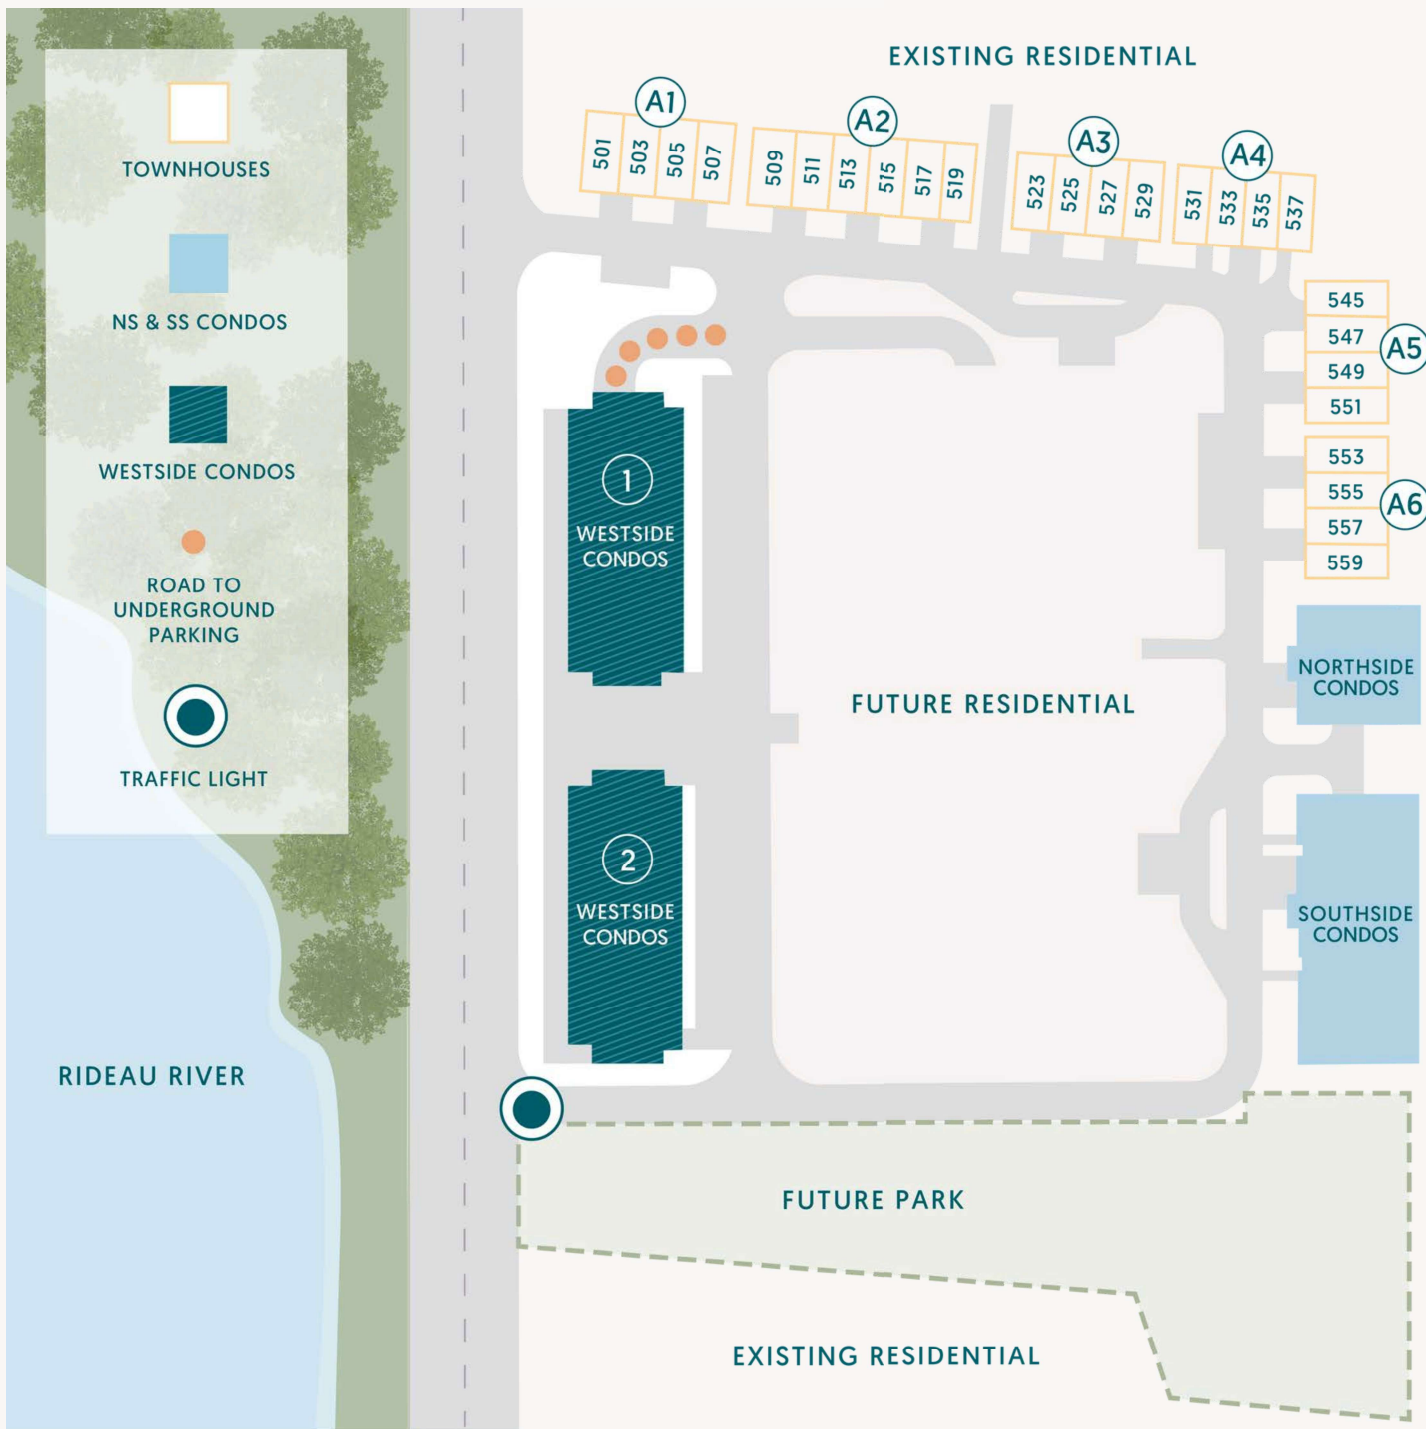 EXISTING RESIDENTIAL
A1
A2
A3
A4
501
503
505
507
509
511
513
515
517
519
523
525
527
529
531
533
535
537
545
547
549
551
A5
553
555
557
559
A6
TOWNHOUSES
NS & SS CONDOS
WESTSIDE CONDOS
ROAD TO
UNDERGROUND
PARKING
TRAFFIC LIGHT
1
WESTSIDE
CONDOS
2
WESTSIDE
CONDOS
FUTURE RESIDENTIAL
NORTHSIDE
CONDOS
SOUTHSIDE
CONDOS
RIDEAU RIVER
FUTURE PARK
EXISTING RESIDENTIAL